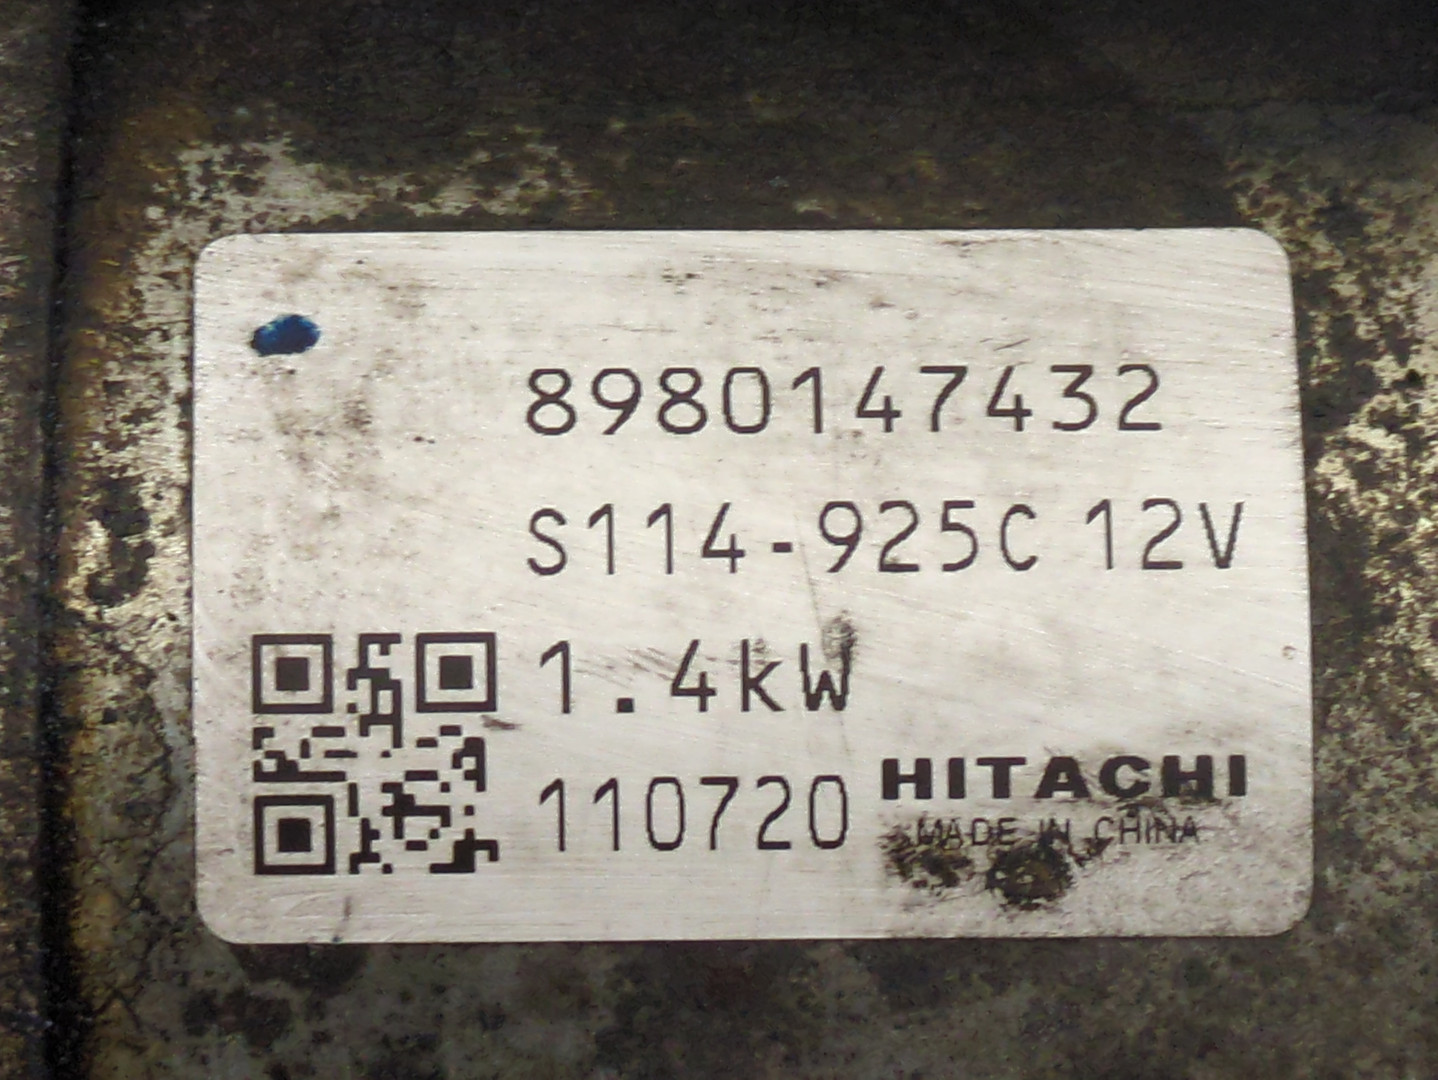 8980147432
S114-925C 12V
1.4kW
110720 HITACHI
MADE IN CHINA